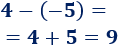 4 − (−5) =
= 4 + 5 = 9